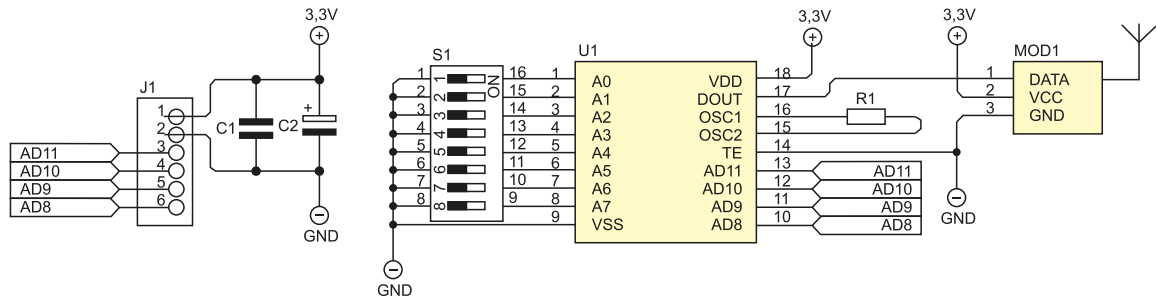 3,3V
+
J1
1
2
3
4
5
6
AD11
AD10
AD9
AD8
C1
C2
+
GND
S1
ON
1
2
3
4
5
6
7
8
1
2
3
4
5
6
7
8
16
15
14
13
12
11
10
9
GND
U1
1 A0
2 A1
3 A2
4 A3
5 A4
6 A5
7 A6
8 A7
9 VSS
VDD 18
DOUT 17
OSC1 16
OSC2 15
TE 14
AD11 13 AD11
AD10 12 AD10
AD9 11 AD9
AD8 10 AD8
3,3V
+
R1
3,3V
+
MOD1
1 DATA
2 VCC
3 GND
GND